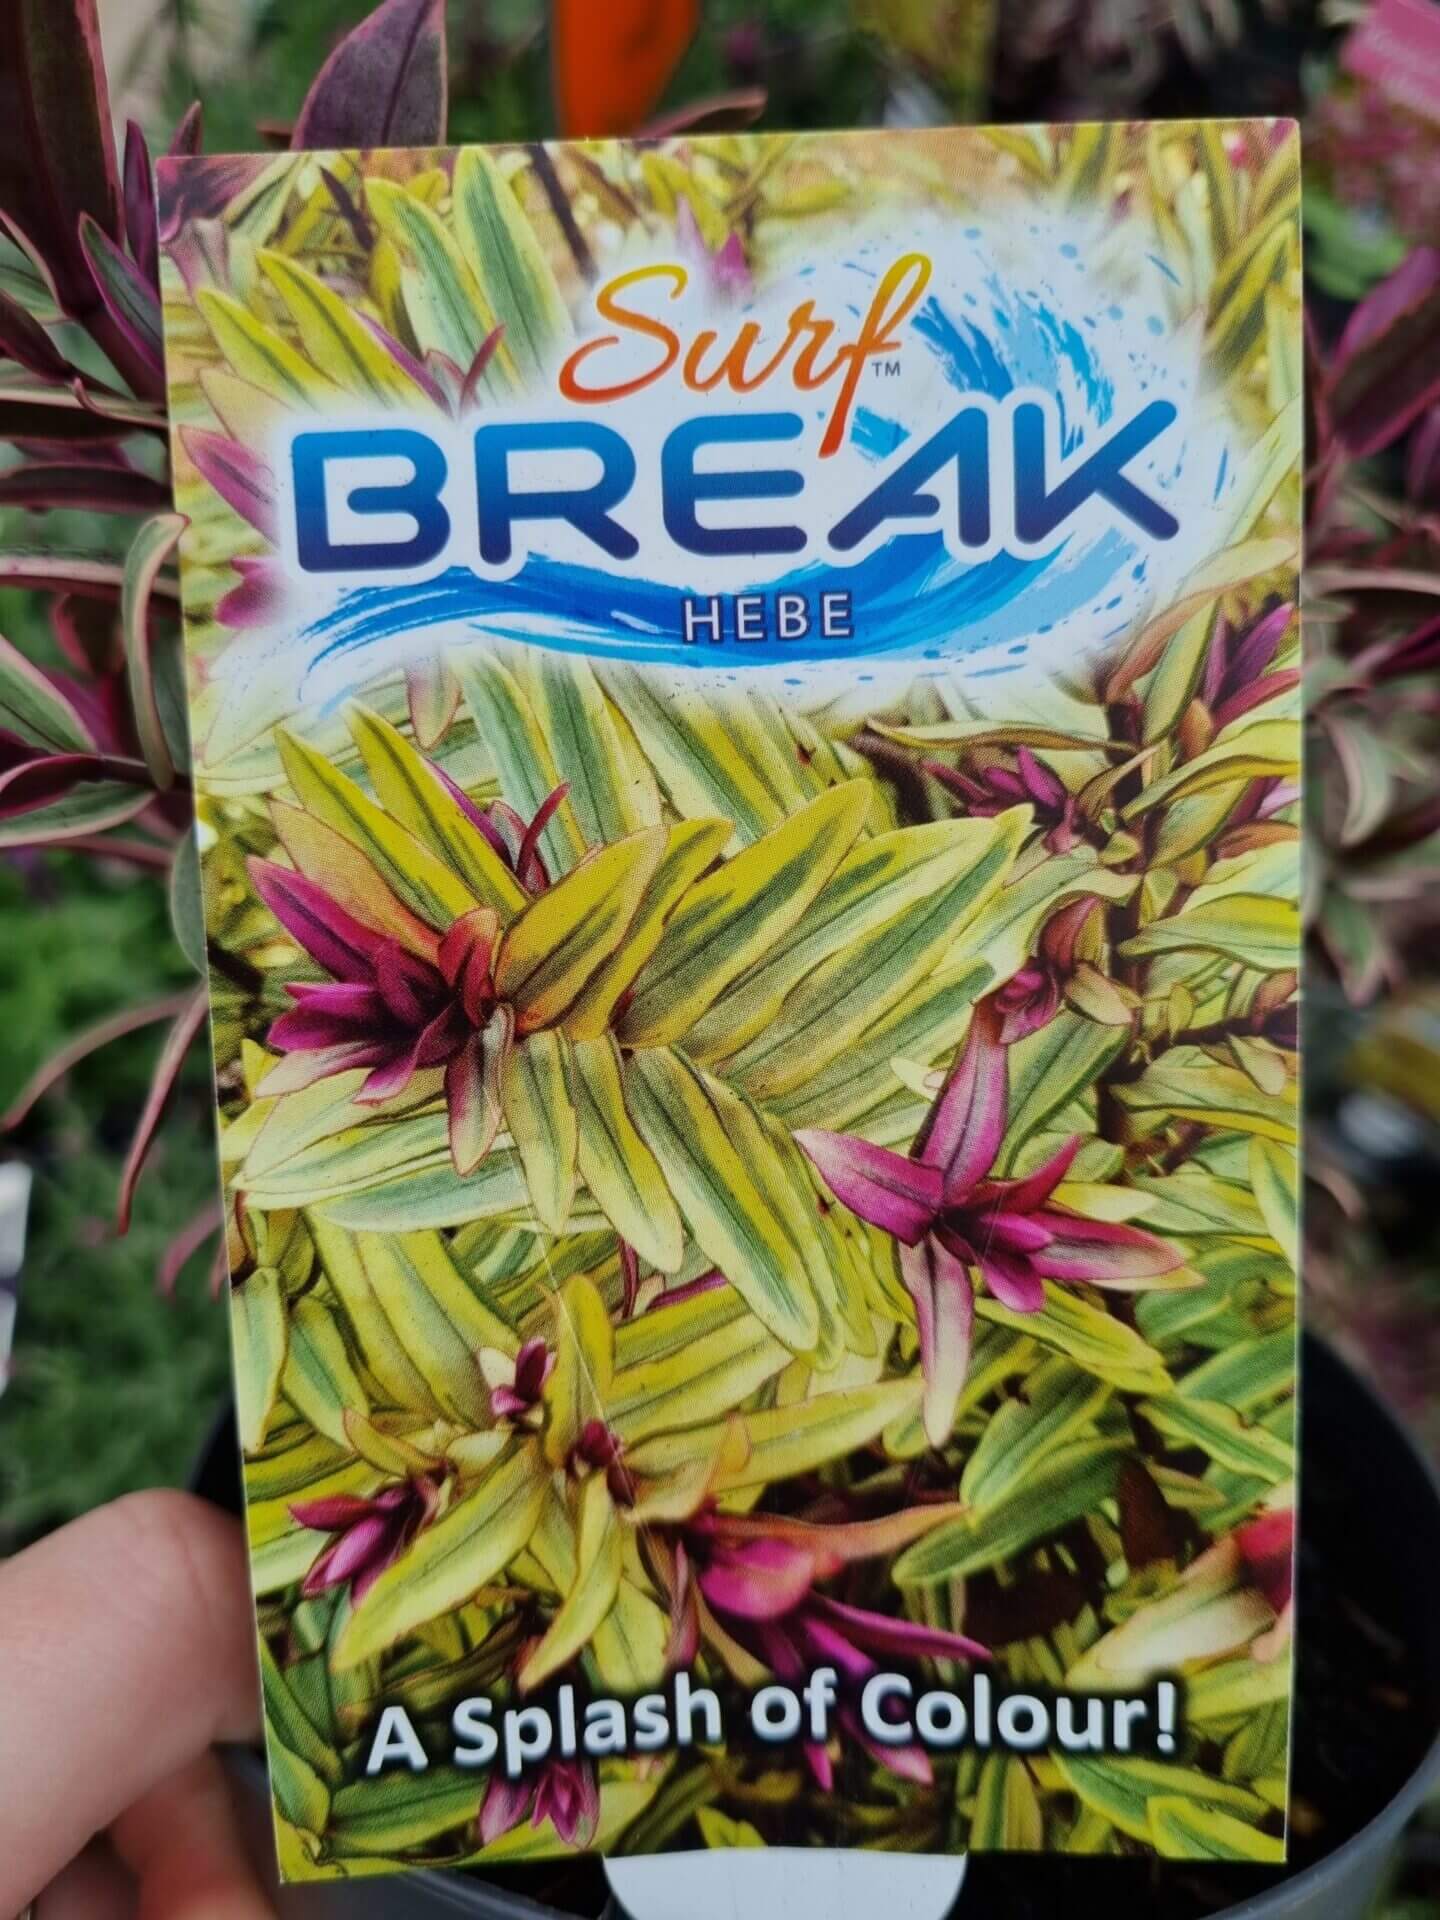 Surf™
BREAK
HEBE
A Splash of Colour!